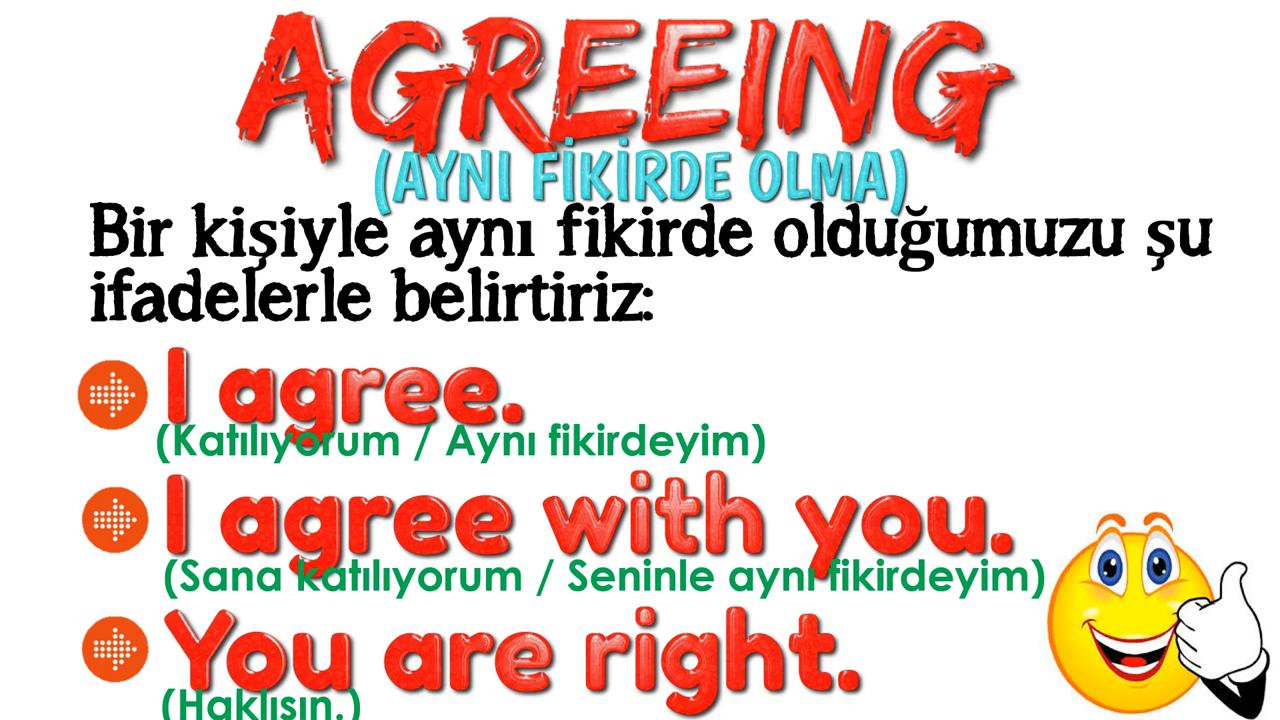 AGREEING
(AYNI FİKİRDE OLMA)
Bir kişiyle aynı fikirde olduğumuzu şu
ifadelerle belirtiriz:
I agree.
(Katılıyorum / Aynı fikirdeyim)
I agree with you.
(Sana katılıyorum / Seninle aynı fikirdeyim)
You are right.
(Haklısın.)